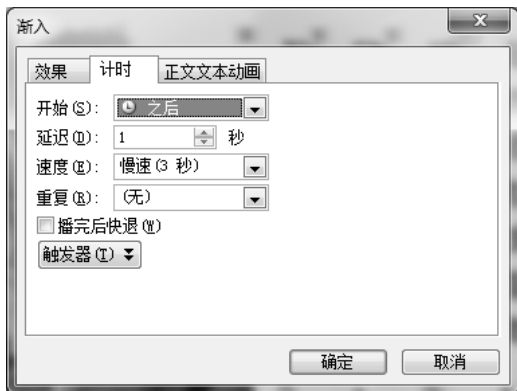 渐入
效果 计时 正文文本动画
开始(S): 之后
延迟(D): 1 秒
速度(E): 慢速(3 秒)
重复(R): (无)
播完后快退(W)
触发器(T)
确定 取消